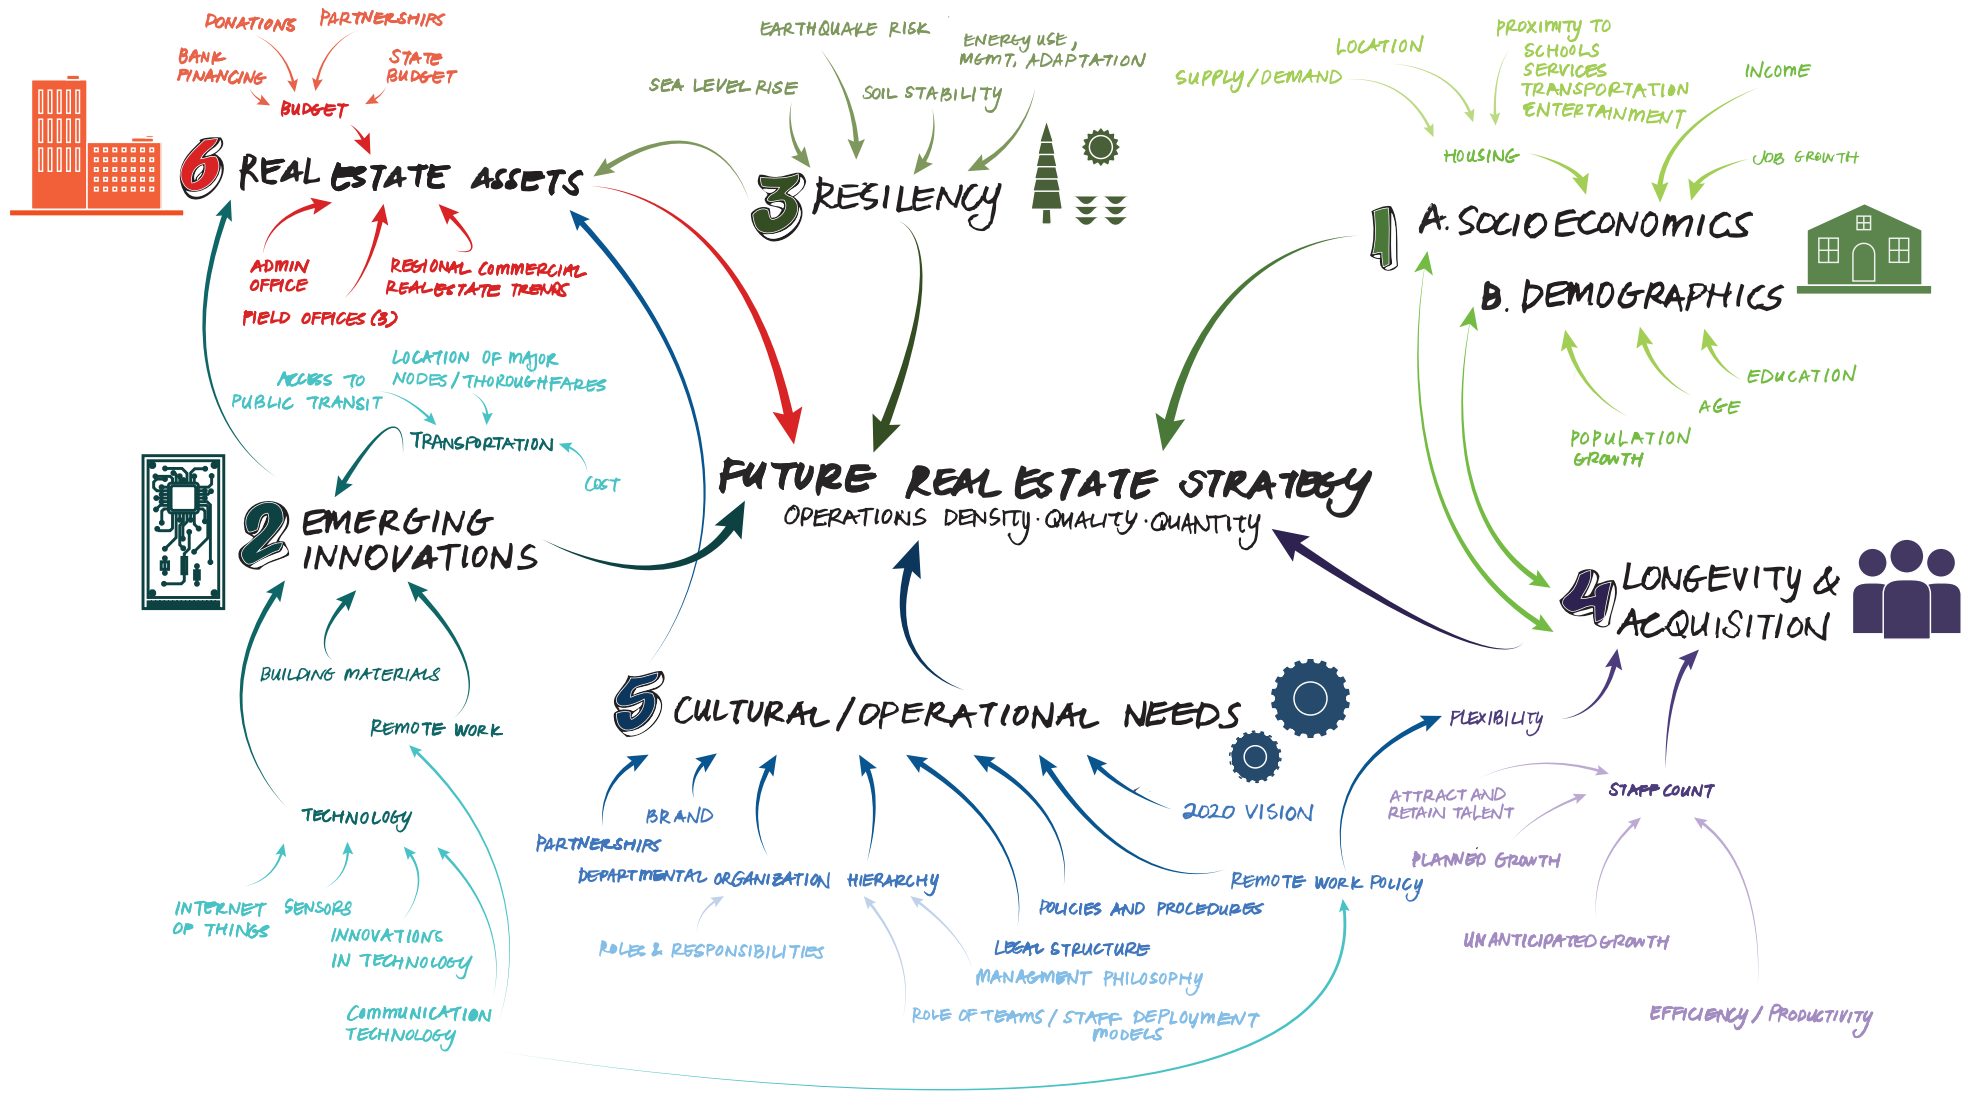 DONATIONS
PARTNERSHIPS
BANK
FINANCING
STATE
BUDGET
BUDGET
6 REAL ESTATE ASSETS
ADMIN
OFFICE
REGIONAL COMMERCIAL
REAL ESTATE TRENDS
FIELD OFFICES (3)
EARTHQUAKE RISK
ENERGY USE,
MGMT, ADAPTATION
SEA LEVEL RISE
SOIL STABILITY
3 RESILENCY
LOCATION
SUPPLY/DEMAND
PROXIMITY TO
SCHOOLS
SERVICES
TRANSPORTATION
ENTERTAINMENT
INCOME
HOUSING
JOB GROWTH
1 A. SOCIOECONOMICS
B. DEMOGRAPHICS
EDUCATION
AGE
POPULATION
GROWTH
LOCATION OF MAJOR
NODES/THOROUGHFARES
ACCESS TO
PUBLIC TRANSIT
TRANSPORTATION
COST
FUTURE REAL ESTATE STRATEGY
OPERATIONS DENSITY·QUALITY·QUANTITY
2 EMERGING
INNOVATIONS
BUILDING MATERIALS
REMOTE WORK
TECHNOLOGY
INTERNET
OF THINGS
SENSORS
INNOVATIONS
IN TECHNOLOGY
COMMUNICATION
TECHNOLOGY
4 LONGEVITY &
ACQUISITION
FLEXIBILITY
STAFF COUNT
ATTRACT AND
RETAIN TALENT
PLANNED GROWTH
UNANTICIPATED GROWTH
EFFICIENCY/PRODUCTIVITY
5 CULTURAL/OPERATIONAL NEEDS
BRAND
PARTNERSHIPS
2020 VISION
DEPARTMENTAL ORGANIZATION
HIERARCHY
REMOTE WORK POLICY
POLICIES AND PROCEDURES
ROLES & RESPONSIBILITIES
LEGAL STRUCTURE
MANAGMENT PHILOSOPHY
ROLE OF TEAMS/STAFF DEPLOYMENT
MODELS